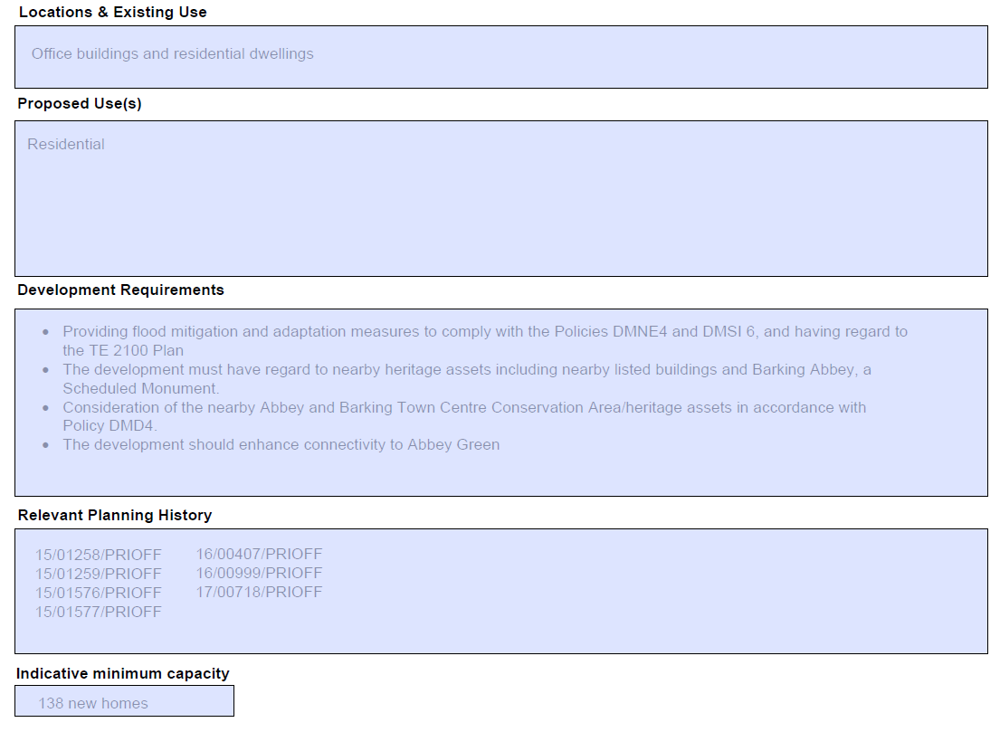 Locations & Existing Use
Office buildings and residential dwellings
Proposed Use(s)
Residential
Development Requirements
• Providing flood mitigation and adaptation measures to comply with the Policies DMNE4 and DMSI 6, and having regard to
the TE 2100 Plan
• The development must have regard to nearby heritage assets including nearby listed buildings and Barking Abbey, a
Scheduled Monument.
• Consideration of the nearby Abbey and Barking Town Centre Conservation Area/heritage assets in accordance with
Policy DMD4.
• The development should enhance connectivity to Abbey Green
Relevant Planning History
15/01258/PRIOFF
15/01259/PRIOFF
15/01576/PRIOFF
15/01577/PRIOFF
16/00407/PRIOFF
16/00999/PRIOFF
17/00718/PRIOFF
Indicative minimum capacity
138 new homes